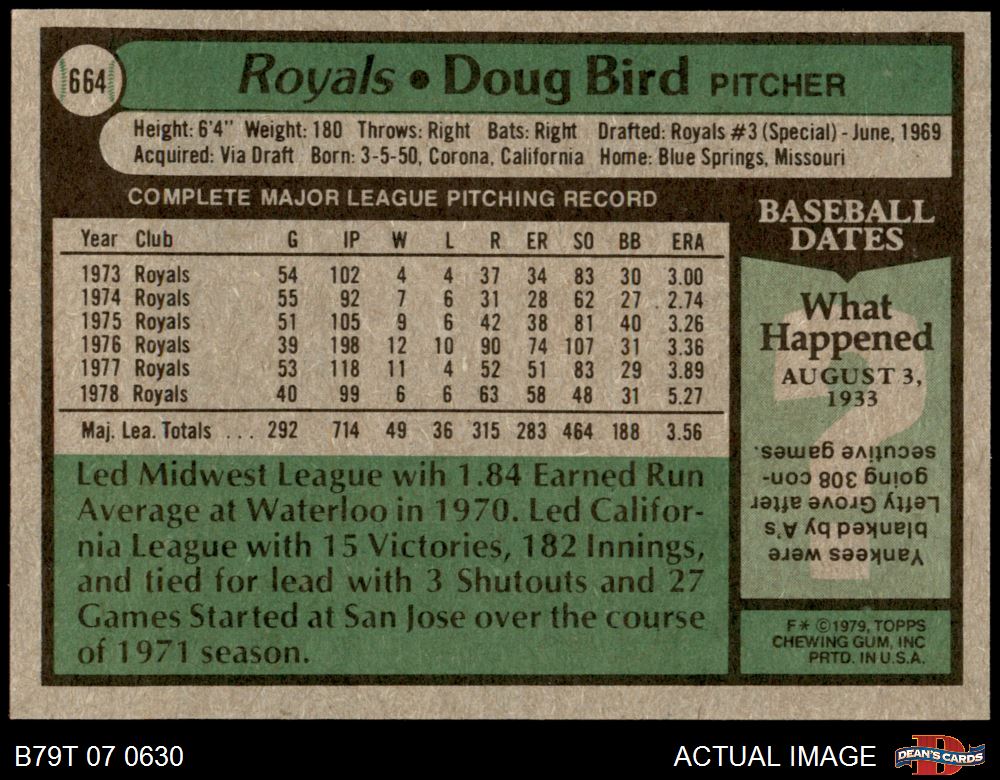 664
Royals • Doug Bird PITCHER
Height: 6'4" Weight: 180 Throws: Right Bats: Right Drafted: Royals #3 (Special) - June, 1969
Acquired: Via Draft Born: 3-5-50, Corona, California Home: Blue Springs, Missouri
COMPLETE MAJOR LEAGUE PITCHING RECORD
Year Club G IP W L R ER SO BB ERA
1973 Royals 54 102 4 4 37 34 83 30 3.00
1974 Royals 55 92 7 6 31 28 62 27 2.74
1975 Royals 51 105 9 6 42 38 81 40 3.26
1976 Royals 39 198 12 10 90 74 107 31 3.36
1977 Royals 53 118 11 4 52 51 83 29 3.89
1978 Royals 40 99 6 6 63 58 48 31 5.27
Maj. Lea. Totals ... 292 714 49 36 315 283 464 188 3.56
Led Midwest League wih 1.84 Earned Run
Average at Waterloo in 1970. Led Califor-
nia League with 15 Victories, 182 Innings,
and tied for lead with 3 Shutouts and 27
Games Started at San Jose over the course
of 1971 season.
BASEBALL
DATES
What
Happened
AUGUST 3,
1933
Yankees were
blanked by A's
Lefty Grove after
going 308 con-
secutive games.
F* ©1979, TOPPS
CHEWING GUM, INC
PRTD. IN U.S.A.
B79T 07 0630
ACTUAL IMAGE
D
DEAN'S CARDS